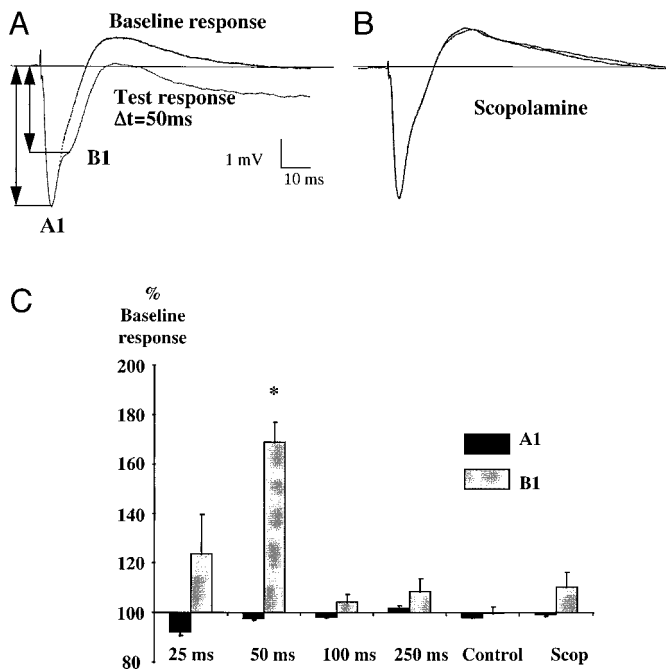 A
Baseline response
Test response
Δt=50ms
B1
A1
1 mV
10 ms
B
Scopolamine
C
%
Baseline
response
200
180
160
140
120
100
80
*
A1
B1
25 ms
50 ms
100 ms
250 ms
Control
Scop